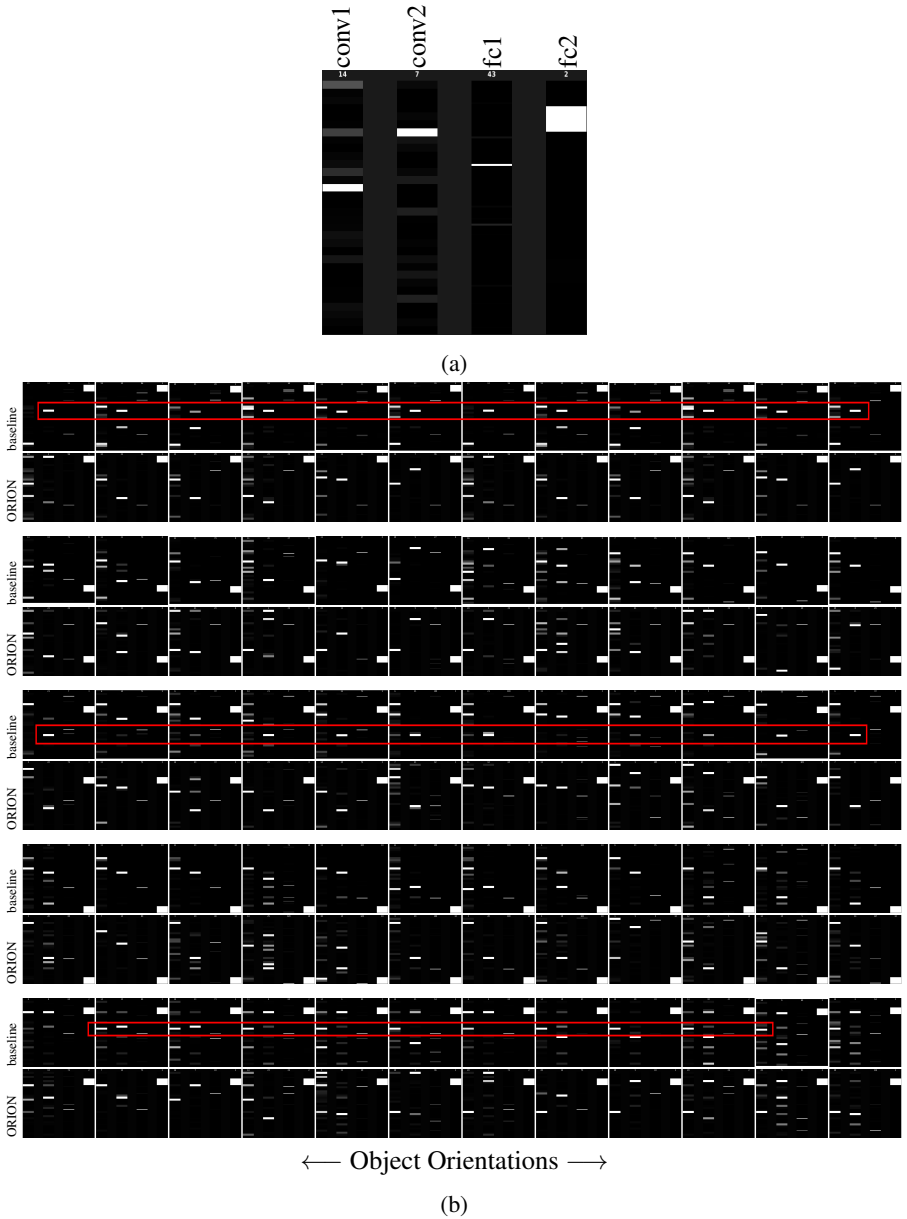 conv1 conv2 fc1 fc2
14 7 43 2
(a)
baseline
ORION
baseline
ORION
baseline
ORION
baseline
ORION
baseline
ORION
⟵ Object Orientations ⟶
(b)